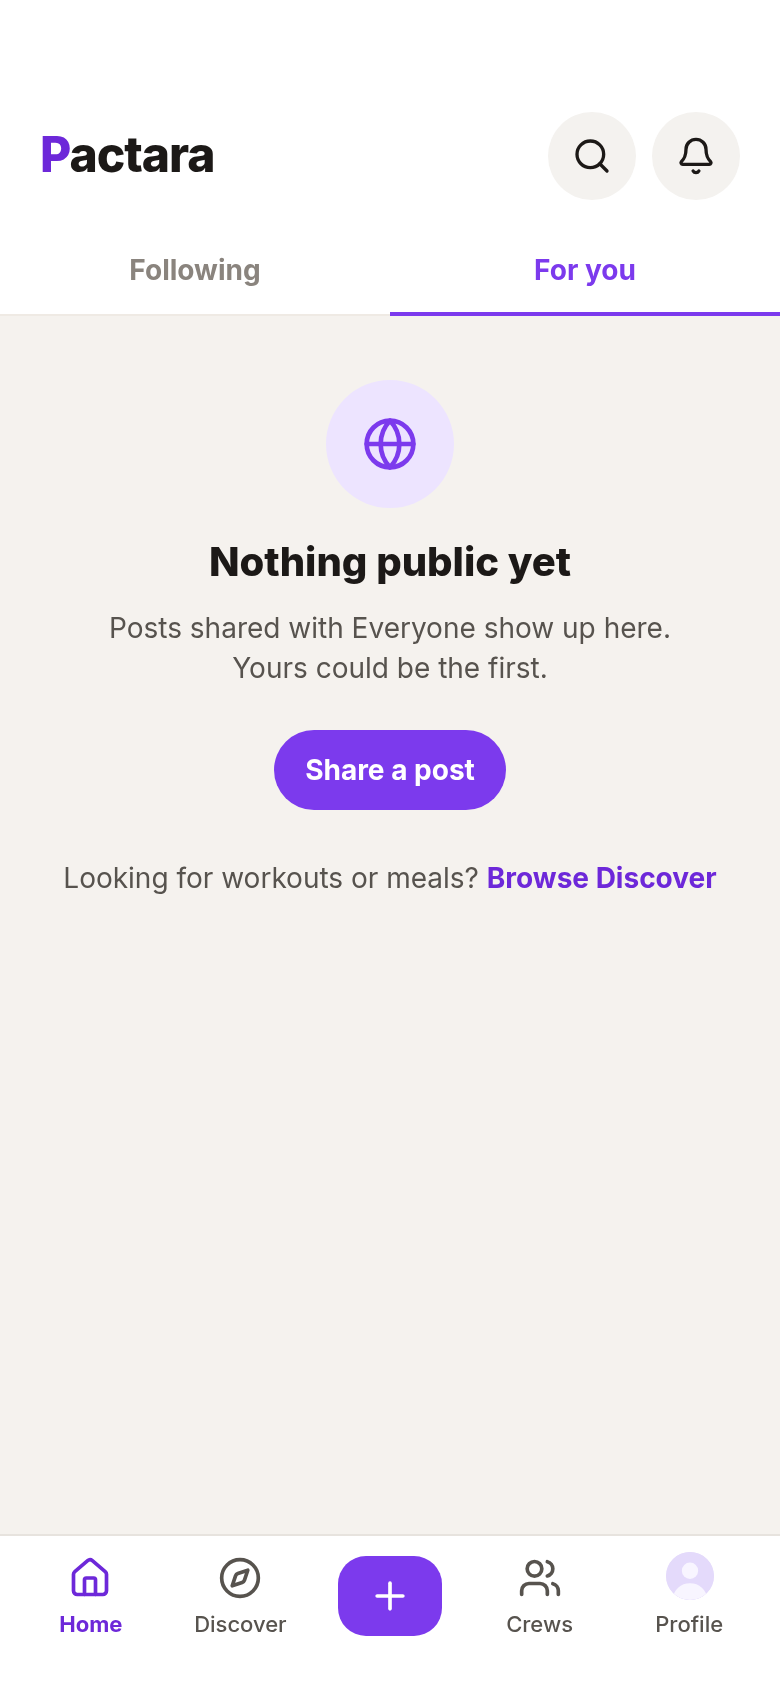 Pactara
Following
For you
Nothing public yet
Posts shared with Everyone show up here.
Yours could be the first.
Share a post
Looking for workouts or meals? Browse Discover
Home
Discover
Crews
Profile